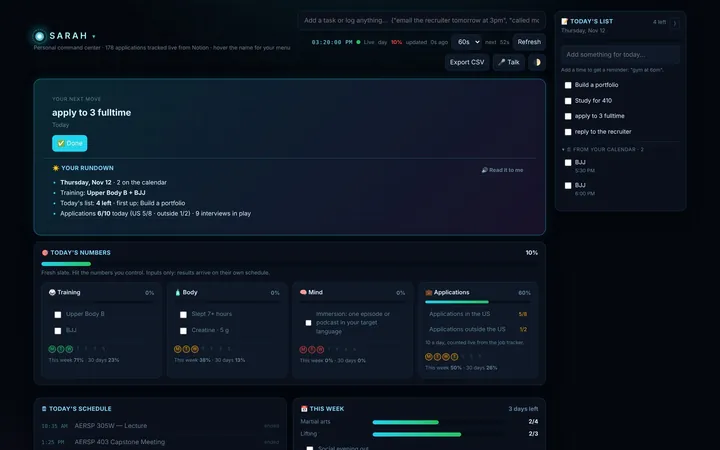 SARAH
Personal command center · 178 applications tracked live from Notion · hover the name for your menu
Add a task or log anything... ("email the recruiter tomorrow at 3pm", "called mc
03:20:00 PM Live day 10% updated 0s ago 60s next 52s Refresh
Export CSV 🎤 Talk 🌗
YOUR NEXT MOVE
apply to 3 fulltime
Today
✅ Done
☀️ YOUR RUNDOWN
🔊 Read it to me
• Thursday, Nov 12 · 2 on the calendar
• Training: Upper Body B + BJJ
• Today's list: 4 left · first up: Build a portfolio
• Applications 6/10 today (US 5/8 · outside 1/2) · 9 interviews in play
🎯 TODAY'S NUMBERS 10%
Fresh slate. Hit the numbers you control. Inputs only: results arrive on their own schedule.
Training 0%
Upper Body B
BJJ
M T W
This week 71% · 30 days 23%
Body 0%
Slept 7+ hours
Creatine · 5 g
M T W
🧠 Mind 0%
Immersion: one episode or
podcast in your target
language
M T W
This week 0% · 30 days 0%
💼 Applications 60%
Applications in the US 5/8
Applications outside the US 1/2
10 a day, counted live from the job tracker.
M T W T
This week 50% · 30 days 26%
TODAY'S SCHEDULE
10:35 AM AERSP 305W — Lecture
1:25 PM AERSP 403 Capstone Meeting
📅 THIS WEEK 3 days left
Martial arts 2/4
Lifting 2/3
Social evening out
📝 TODAY'S LIST 4 left ›
Thursday, Nov 12
Add something for today...
Add a time to get a reminder: "gym at 6pm".
Build a portfolio
Study for 410
apply to 3 fulltime
reply to the recruiter
FROM YOUR CALENDAR · 2
BJJ
5:30 PM
BJJ
6:00 PM